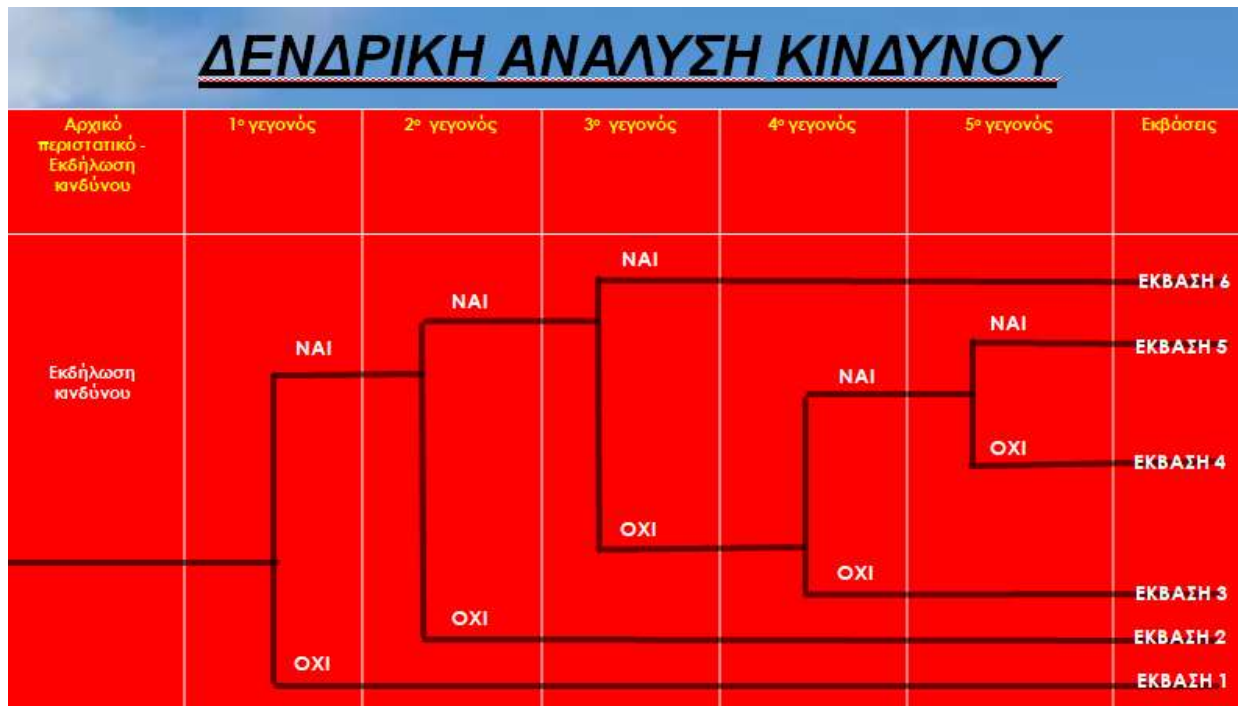 ΔΕΝΔΡΙΚΗ ΑΝΑΛΥΣΗ ΚΙΝΔΥΝΟΥ
Αρχικό
περιστατικό -
Εκδήλωση
κινδύνου
1ο γεγονός
2ο γεγονός
3ο γεγονός
4ο γεγονός
5ο γεγονός
Εκβάσεις
Εκδήλωση
κινδύνου
ΝΑΙ
ΕΚΒΑΣΗ 6
ΝΑΙ
ΝΑΙ
ΕΚΒΑΣΗ 5
ΝΑΙ
ΝΑΙ
ΟΧΙ
ΕΚΒΑΣΗ 4
ΟΧΙ
ΟΧΙ
ΕΚΒΑΣΗ 3
ΟΧΙ
ΕΚΒΑΣΗ 2
ΟΧΙ
ΕΚΒΑΣΗ 1